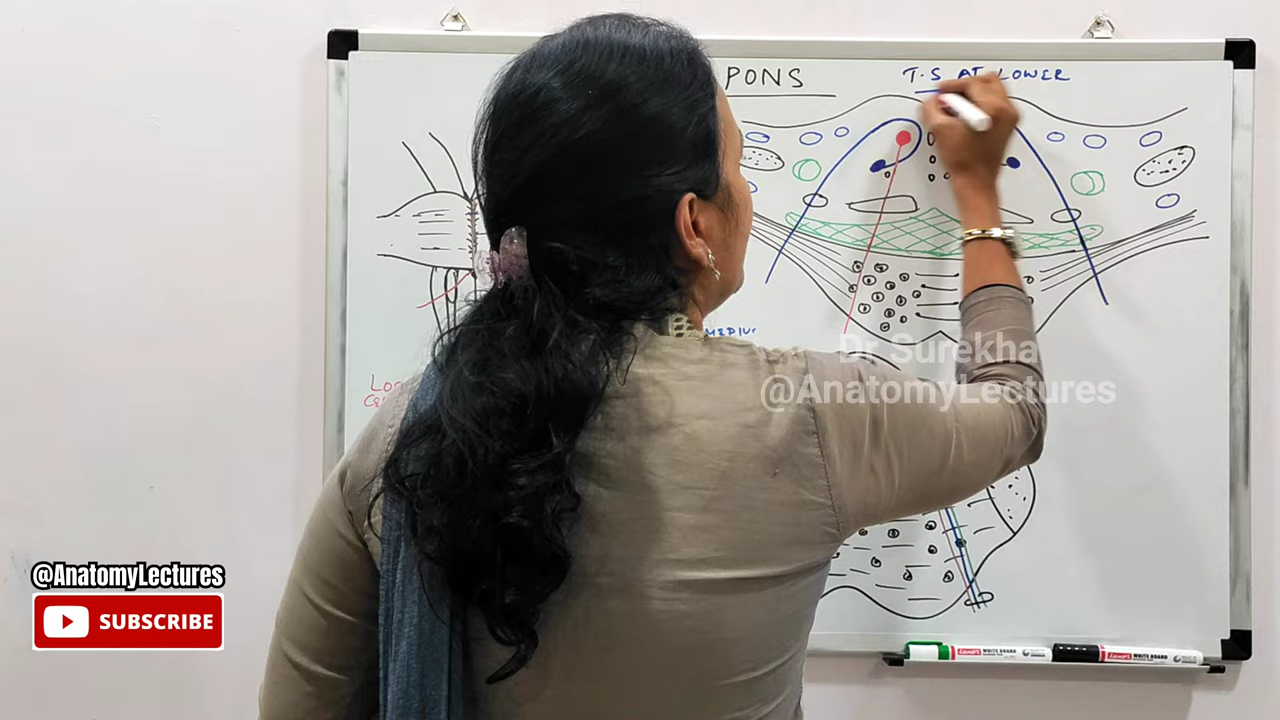 PONS
T.S AT LOWER
Dr Surekha
@AnatomyLectures
@AnatomyLectures
SUBSCRIBE